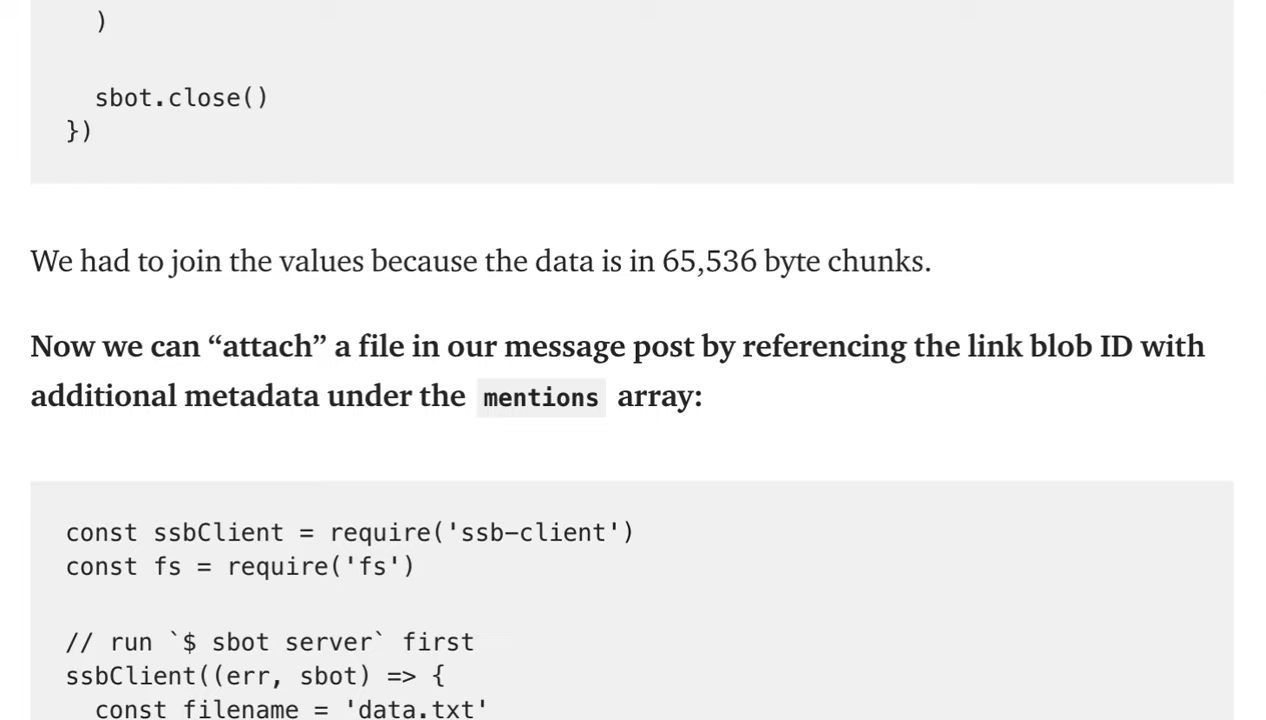 )
sbot.close()
})
We had to join the values because the data is in 65,536 byte chunks.
Now we can “attach” a file in our message post by referencing the link blob ID with
additional metadata under the mentions array:
const ssbClient = require('ssb-client')
const fs = require('fs')
// run `$ sbot server` first
ssbClient((err, sbot) => {
const filename = 'data.txt'